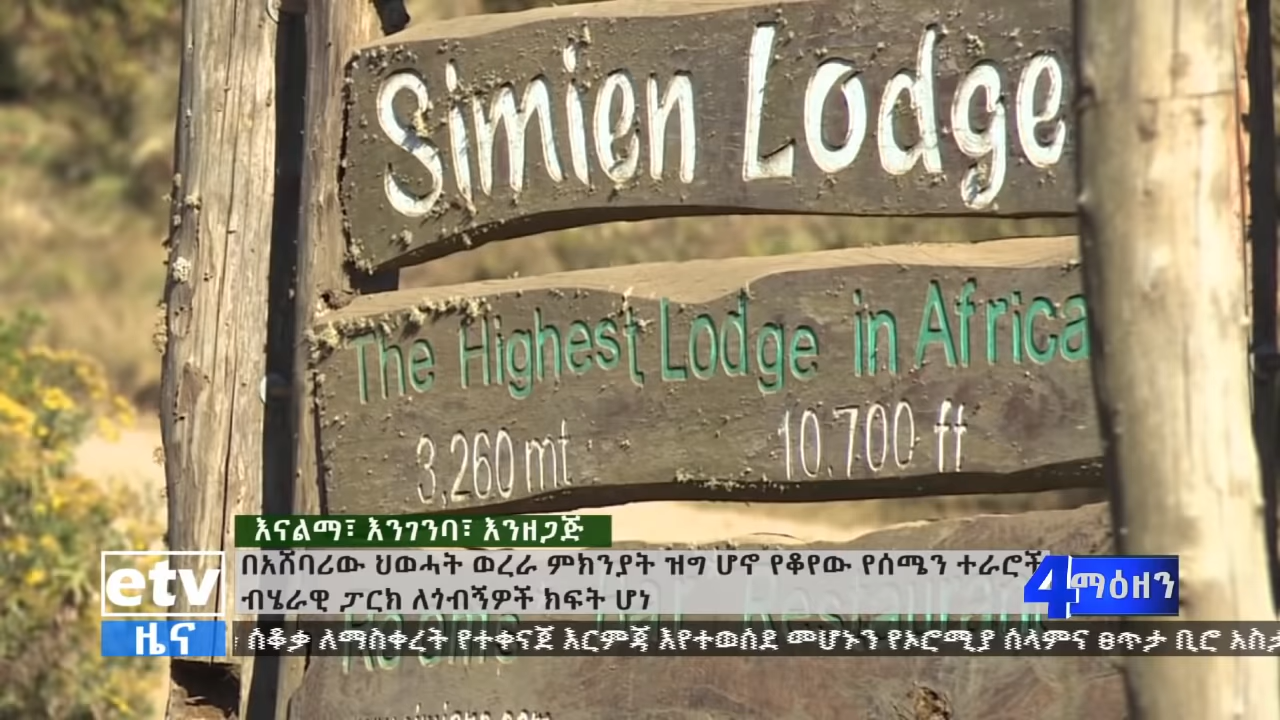 Simien Lodge
The Highest Lodge in Africa
3,260 mt 10,700 ft
እናልማ፣ እንገንባ፣ እንዘጋጅ
በአሸባሪው ህወሓት ወረራ ምክንያት ዝግ ሆኖ የቆየው የሰሜን ተራሮች
ብሄራዊ ፓርክ ለጎብኝዎች ክፍት ሆነ
etv
ዜና
4 ማዕዘን
ሰቆቃ ለማስቀረት የተቀናጀ እርምጃ እየተወሰደ መሆኑን የኦሮሚያ ሰላምና ፀጥታ ቢሮ